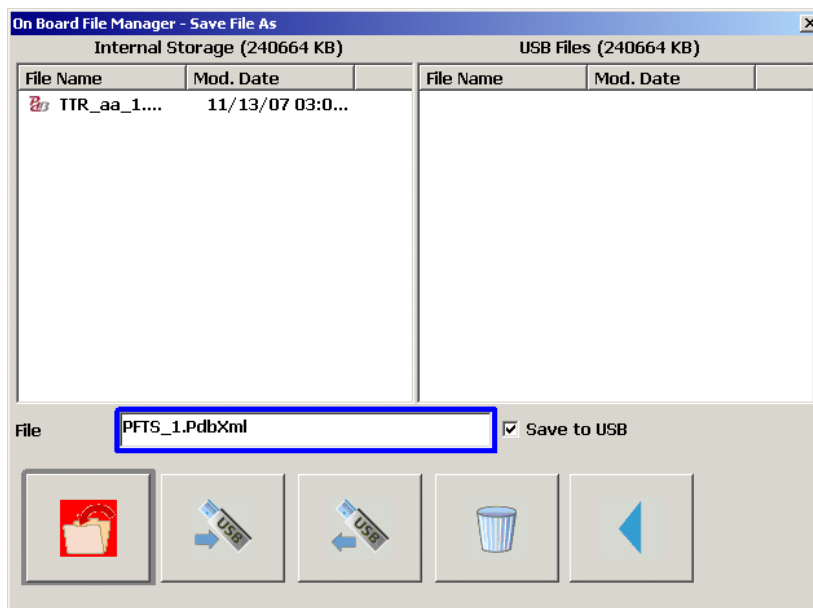 On Board File Manager - Save File As
Internal Storage (240664 KB)
USB Files (240664 KB)
File Name Mod. Date
File Name Mod. Date
TTR_aa_1.... 11/13/07 03:0...
File PFTS_1.PdbXml Save to USB
USB USB